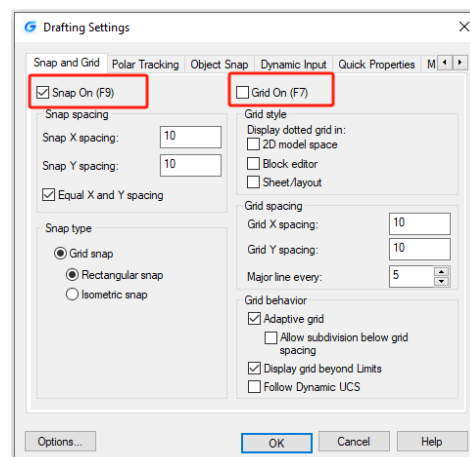 Drafting Settings
Snap and Grid Polar Tracking Object Snap Dynamic Input Quick Properties M
Snap On (F9)
Grid On (F7)
Snap spacing
Snap X spacing: 10
Snap Y spacing: 10
Equal X and Y spacing
Snap type
Grid snap
Rectangular snap
Isometric snap
Grid style
Display dotted grid in:
2D model space
Block editor
Sheet/layout
Grid spacing
Grid X spacing: 10
Grid Y spacing: 10
Major line every: 5
Grid behavior
Adaptive grid
Allow subdivision below grid
spacing
Display grid beyond Limits
Follow Dynamic UCS
Options... OK Cancel Help